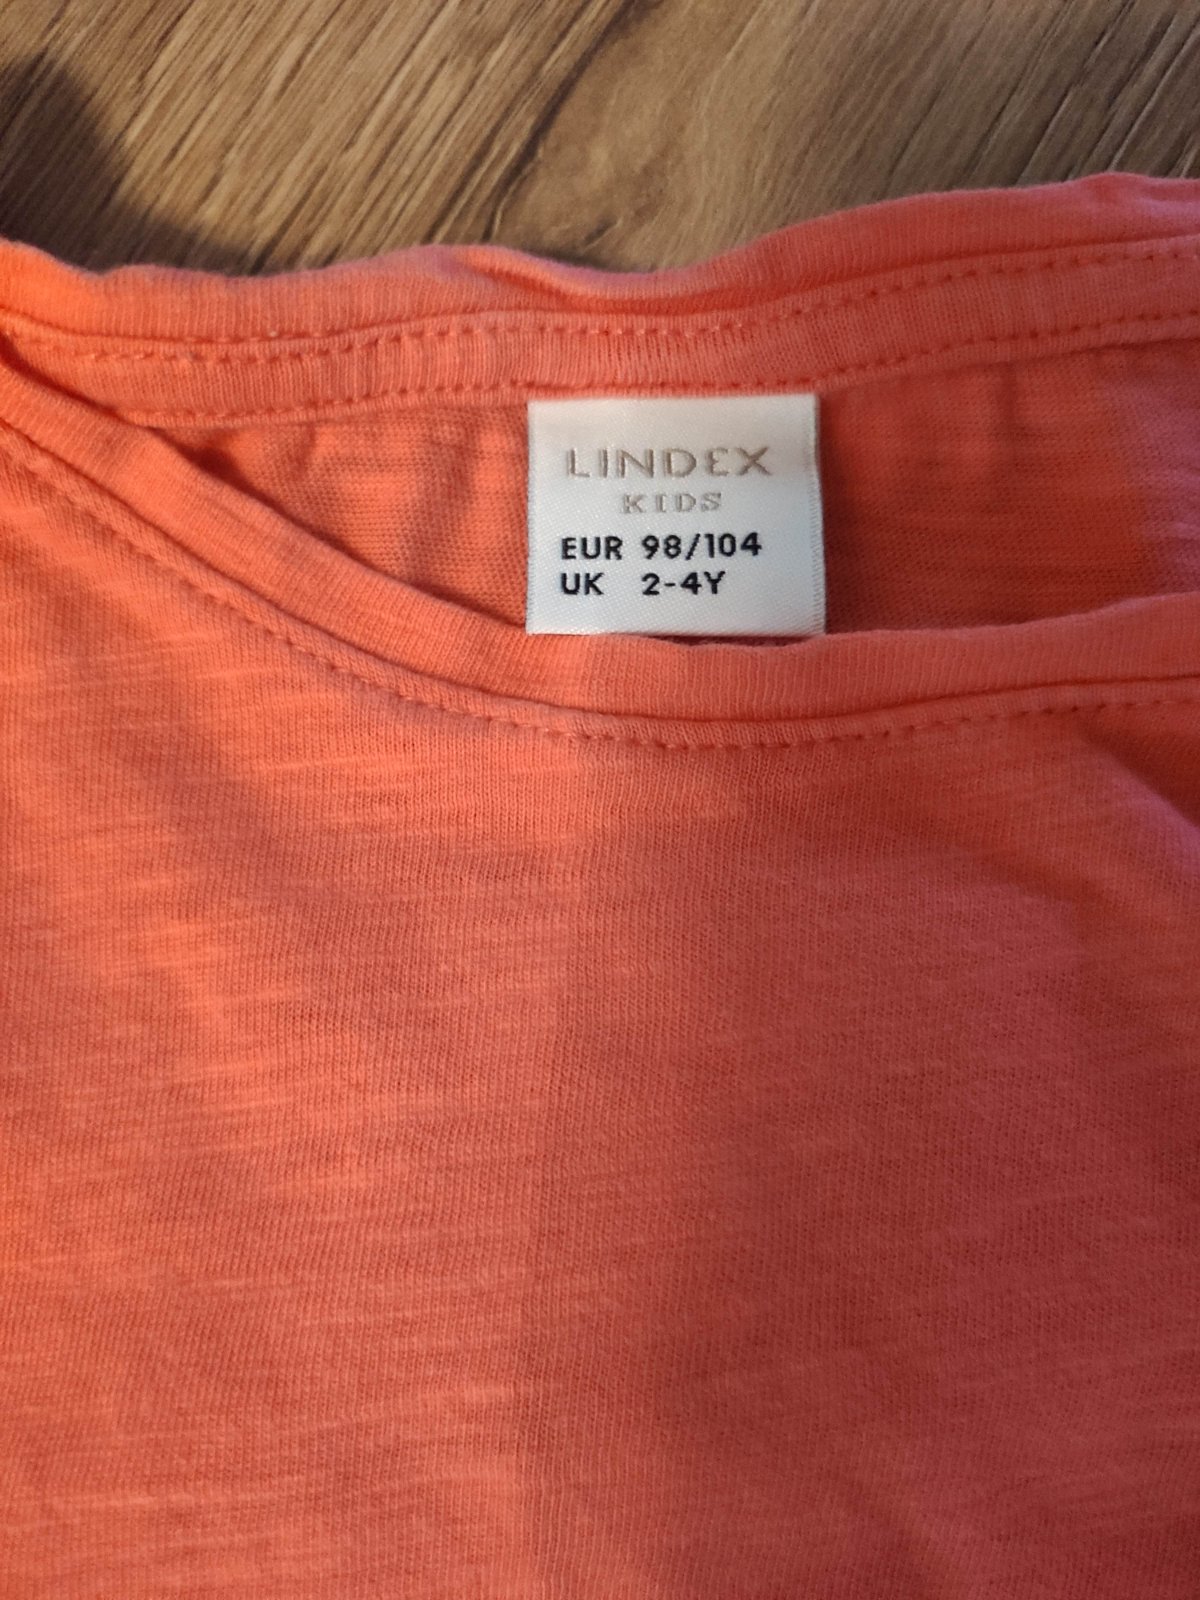 LINDEX
KIDS
EUR 98/104
UK 2-4Y